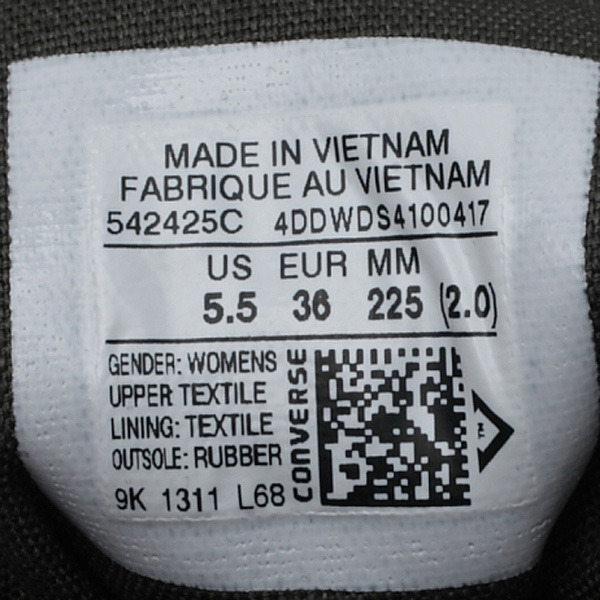 MADE IN VIETNAM
FABRIQUE AU VIETNAM
542425C 4DDWDS4100417
US EUR MM
5.5 36 225 (2.0)
GENDER: WOMENS
UPPER TEXTILE
LINING: TEXTILE
OUTSOLE: RUBBER
9K 1311 L68
CONVERSE
TM